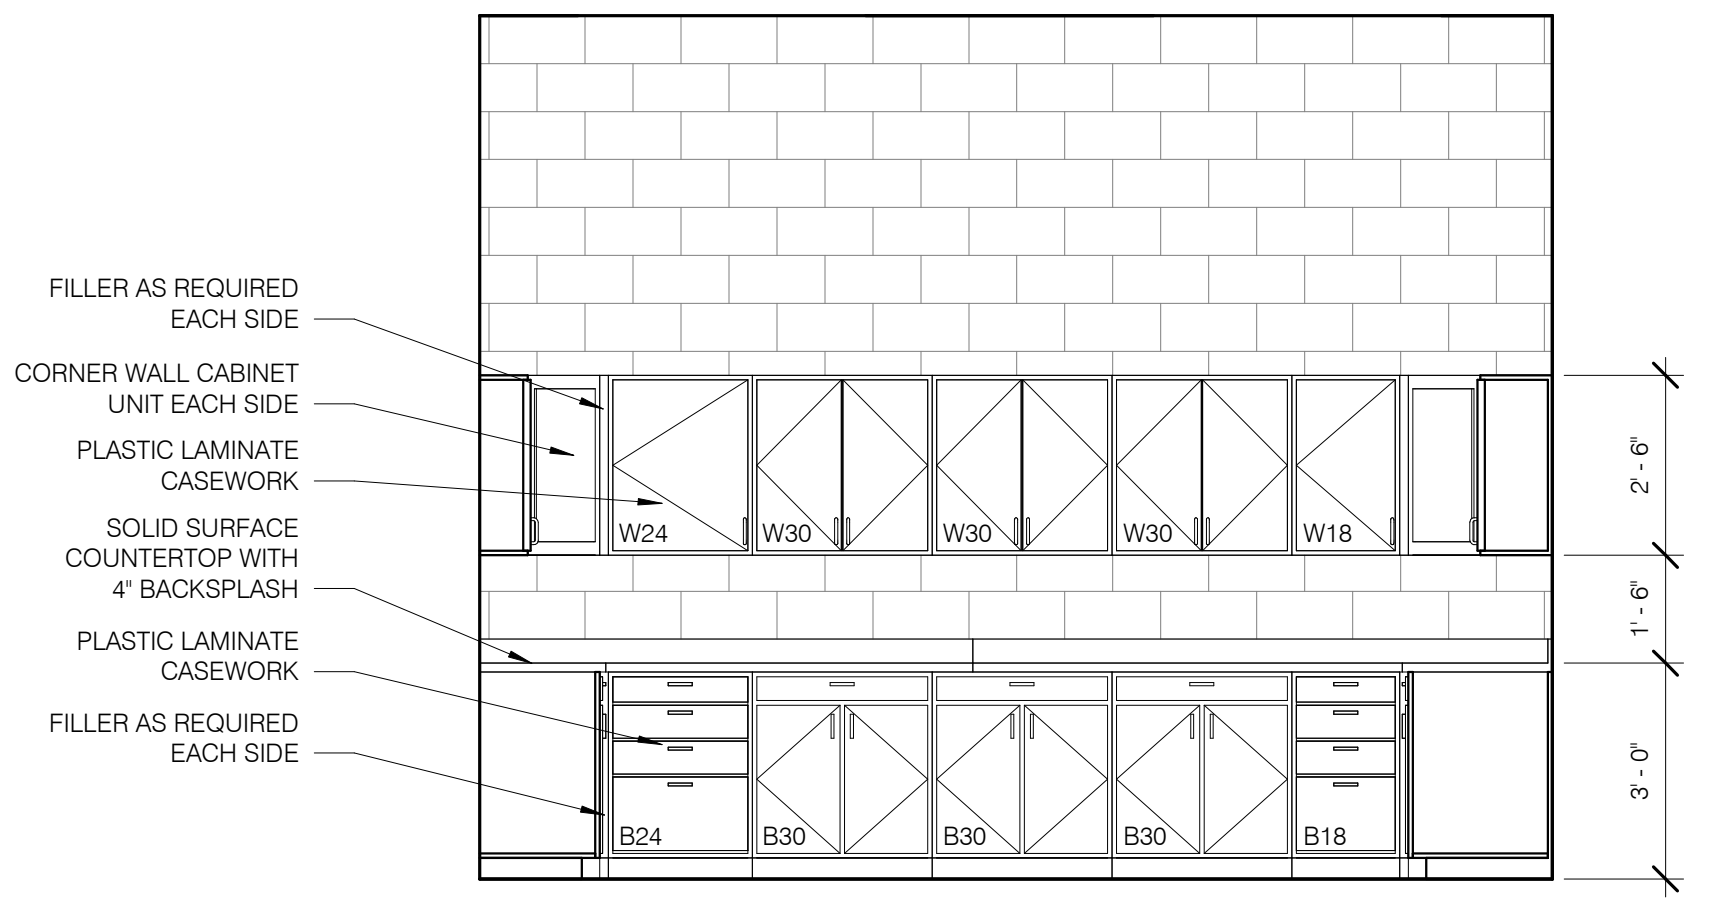 FILLER AS REQUIRED
EACH SIDE
CORNER WALL CABINET
UNIT EACH SIDE
PLASTIC LAMINATE
CASEWORK
SOLID SURFACE
COUNTERTOP WITH
4" BACKSPLASH
PLASTIC LAMINATE
CASEWORK
FILLER AS REQUIRED
EACH SIDE
W24 W30 W30 W30 W18
B24 B30 B30 B30 B18
2' - 6"
1' - 6"
3' - 0"